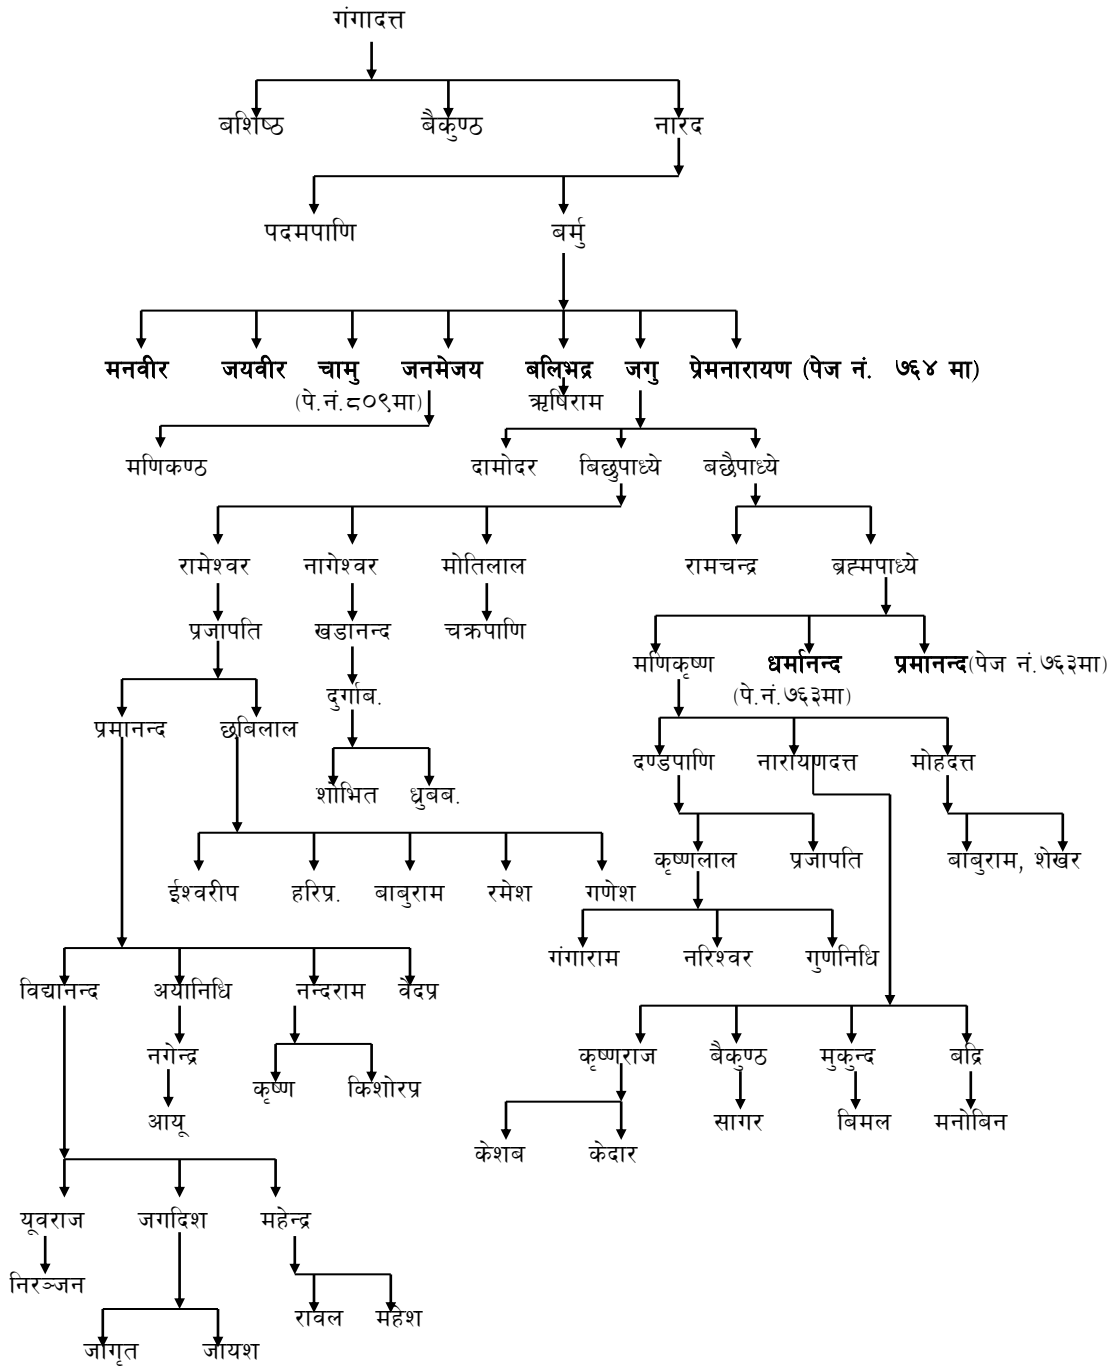 गंगादत्त
बशिष्ठ बैकुण्ठ नारद
पदमपाणि बर्मु
मनवीर जयवीर चामु जनमेजय बलिभद्र जगु प्रेमनारायण (पेज नं. ७६४ मा)
(पे.नं.८०९मा) ऋषिराम
मणिकण्ठ दामोदर बिछुपाध्ये बछैपाध्ये
रामेश्वर नागेश्वर मोतिलाल रामचन्द्र ब्रह्मपाध्ये
प्रजापति खडानन्द चक्रपाणि
मणिकृष्ण धर्मानन्द प्रमानन्द(पेज नं.७६३मा)
दुर्गाब. (पे.नं.७६३मा)
प्रमानन्द छबिलाल
दण्डपाणि नारायणदत्त मोहदत्त
शोभित ध्रुबब.
कृष्णलाल प्रजापति बाबुराम, शेखर
ईश्वरीप हरिप्र. बाबुराम रमेश गणेश
गंगाराम नरिश्वर गुणनिधि
विद्यानन्द अयानिधि नन्दराम वेदप्र
नगेन्द्र कृष्णराज बैकुण्ठ मुकुन्द बद्रि
कृष्ण किशोरप्र
आयू सागर बिमल मनोबिन
केशब केदार
यूवराज जगदिश महेन्द्र
निरञ्जन
रावल महेश
जागृत जायश